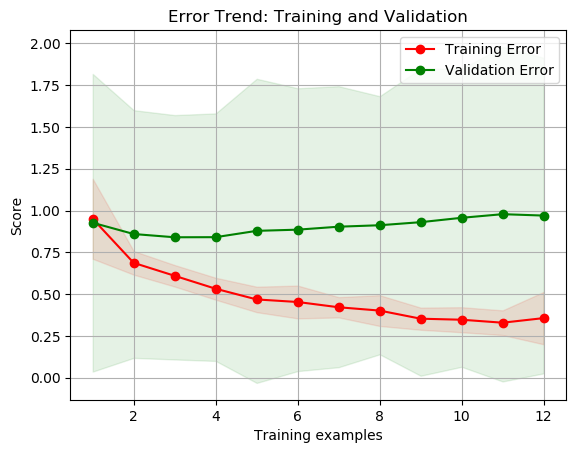 Error Trend: Training and Validation
Training Error
Validation Error
2.00
1.75
1.50
1.25
1.00
0.75
0.50
0.25
0.00
Score
2 4 6 8 10 12
Training examples